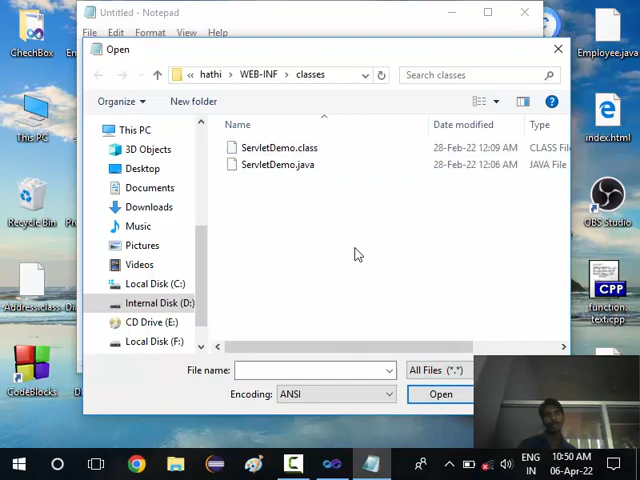 Untitled - Notepad
File Edit Format View Help
Open
« hathi › WEB-INF › classes
Search classes
Organize
New folder
Name Date modified Type
This PC
3D Objects
Desktop
Documents
Downloads
Music
Pictures
Videos
Local Disk (C:)
Internal Disk (D:)
CD Drive (E:)
Local Disk (F:)
ServletDemo.class 28-Feb-22 12:09 AM CLASS File
ServletDemo.java 28-Feb-22 12:06 AM JAVA File
File name:
All Files (*.*)
Encoding:
ANSI
Open
ChechBox
This PC
Recycle Bin
Address.class
CodeBlocks
Employee.java
index.html
OBS Studio
CPP
function.
text.cpp
ENG
IN
10:50 AM
06-Apr-22